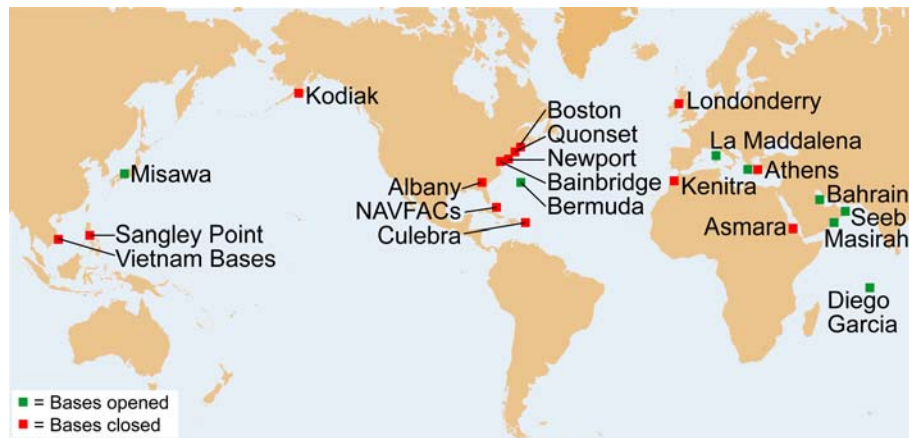 Kodiak
Boston
Londonderry
Quonset
La Maddalena
Misawa
Newport
Athens
Albany
Bainbridge
Kenitra
Bahrain
NAVFACs
Bermuda
Seeb
Sangley Point
Culebra
Asmara
Masirah
Vietnam Bases
Diego
Garcia
= Bases opened
= Bases closed